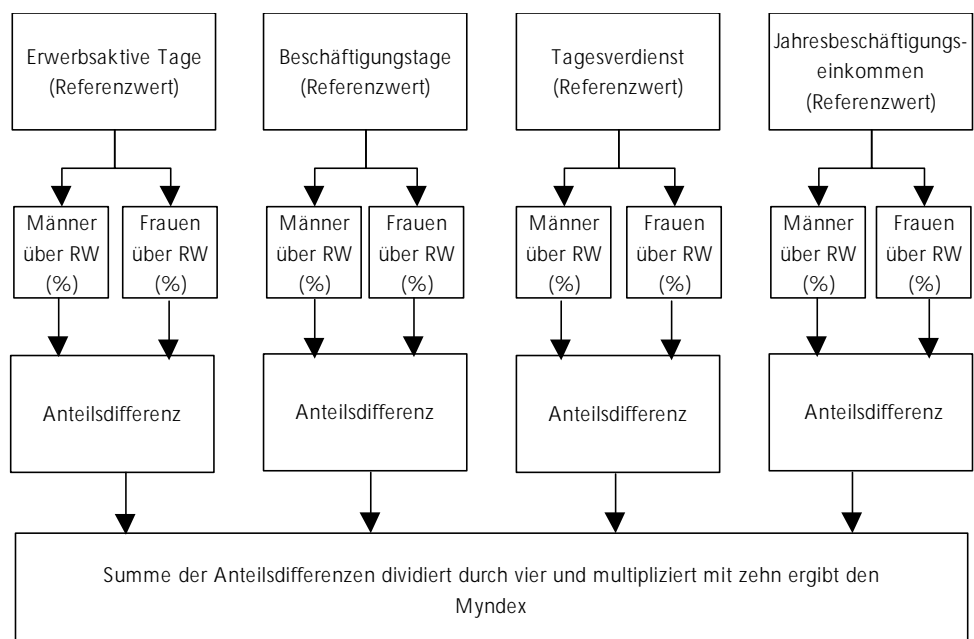 Erwerbsaktive Tage
(Referenzwert)
Beschäftigungstage
(Referenzwert)
Tagesverdienst
(Referenzwert)
Jahresbeschäftigungs-
einkommen
(Referenzwert)
Männer
über RW
(%)
Frauen
über RW
(%)
Männer
über RW
(%)
Frauen
über RW
(%)
Männer
über RW
(%)
Frauen
über RW
(%)
Männer
über RW
(%)
Frauen
über RW
(%)
Anteilsdifferenz
Anteilsdifferenz
Anteilsdifferenz
Anteilsdifferenz
Summe der Anteilsdifferenzen dividiert durch vier und multipliziert mit zehn ergibt den
Myndex